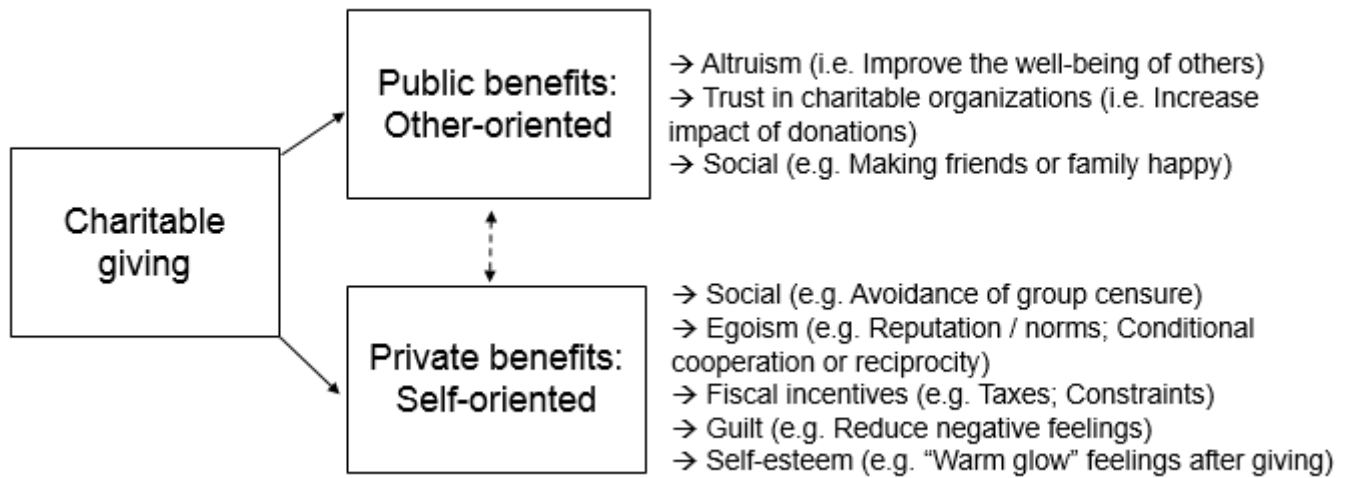 Charitable
giving
Public benefits:
Other-oriented
→ Altruism (i.e. Improve the well-being of others)
→ Trust in charitable organizations (i.e. Increase
impact of donations)
→ Social (e.g. Making friends or family happy)
Private benefits:
Self-oriented
→ Social (e.g. Avoidance of group censure)
→ Egoism (e.g. Reputation / norms; Conditional
cooperation or reciprocity)
→ Fiscal incentives (e.g. Taxes; Constraints)
→ Guilt (e.g. Reduce negative feelings)
→ Self-esteem (e.g. “Warm glow” feelings after giving)